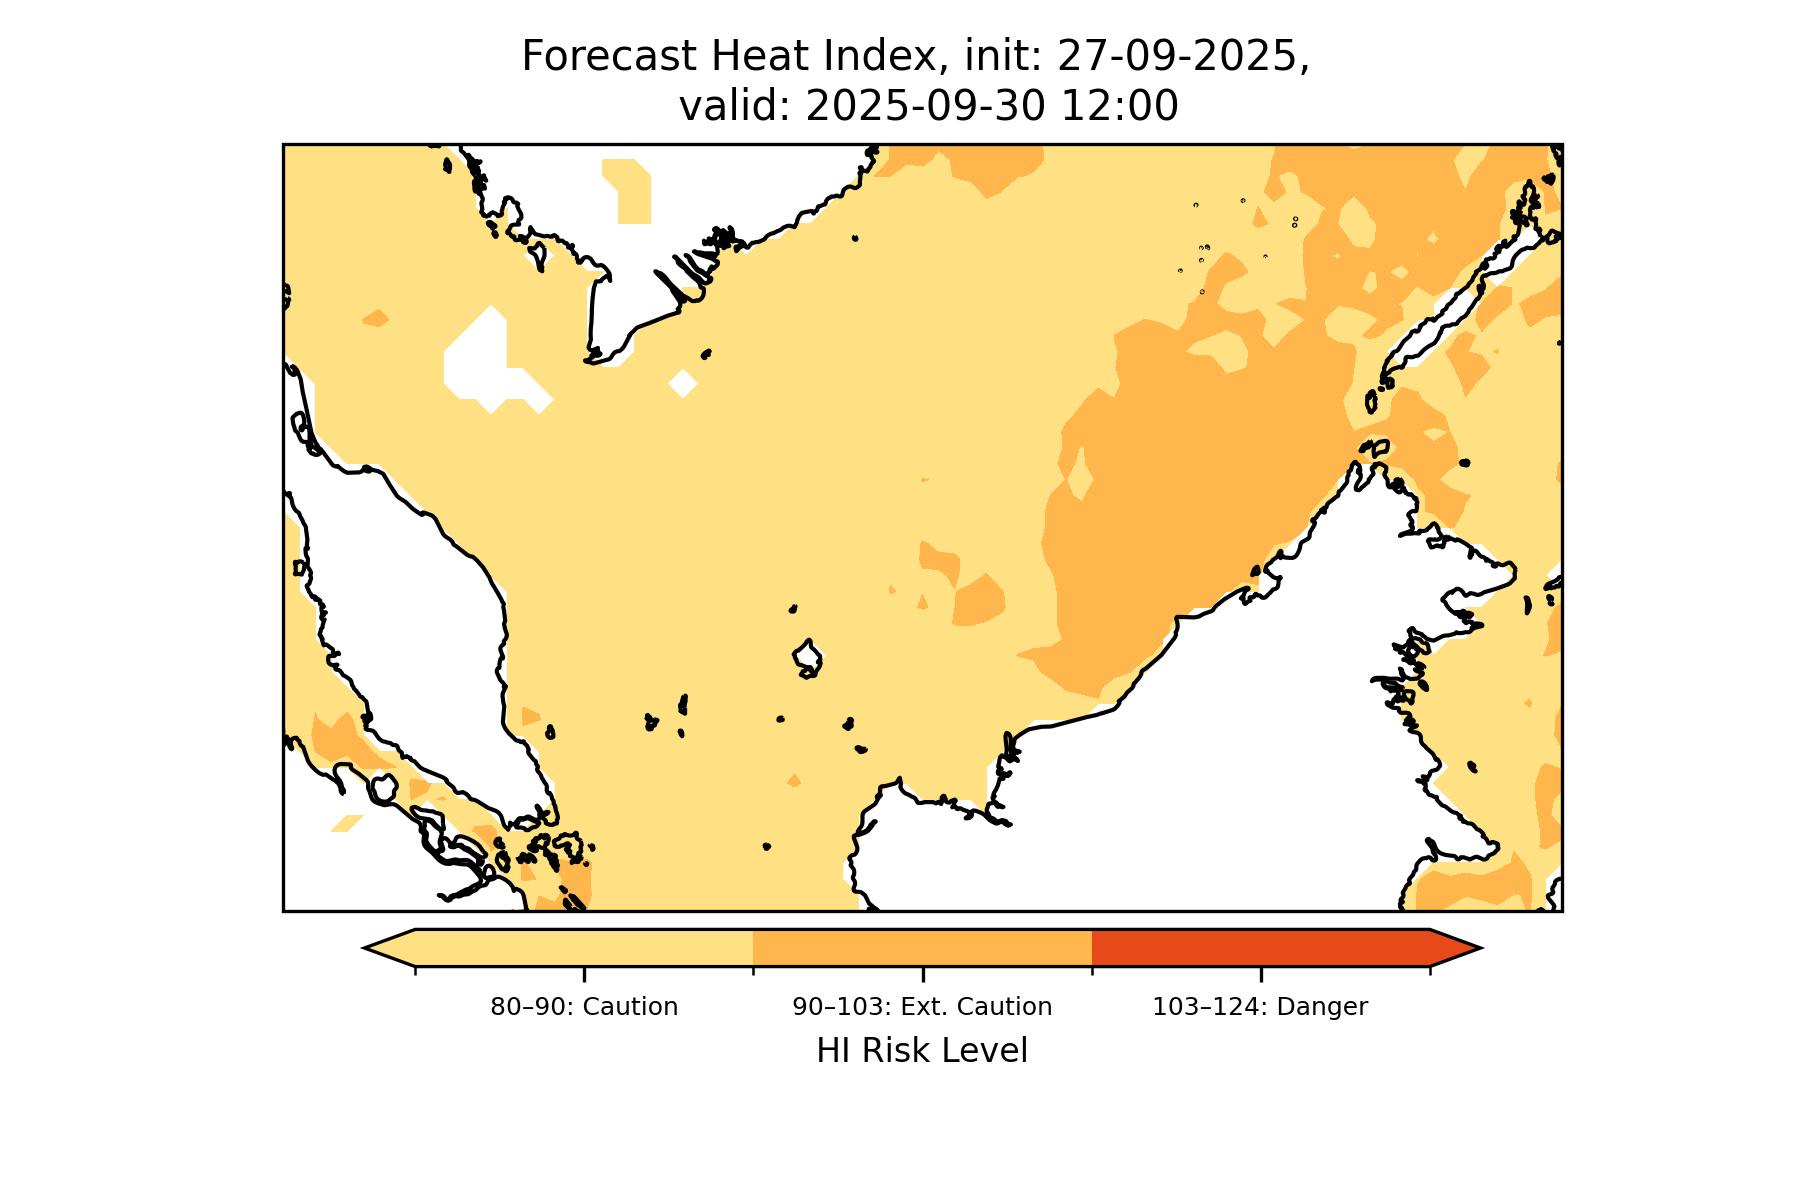 Forecast Heat Index, init: 27-09-2025,
valid: 2025-09-30 12:00
80–90: Caution
90–103: Ext. Caution
103–124: Danger
HI Risk Level